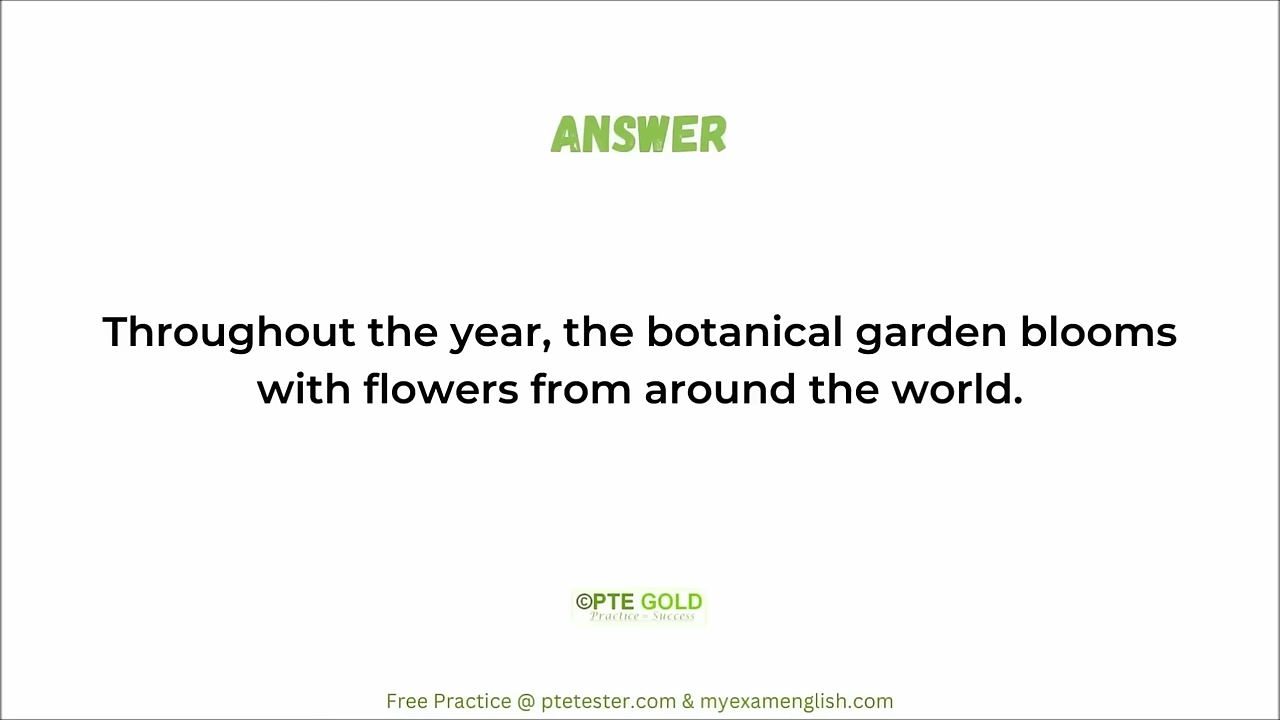 ANSWER
Throughout the year, the botanical garden blooms
with flowers from around the world.
©PTE GOLD
Practice = Success
Free Practice @ ptetester.com & myexamenglish.com